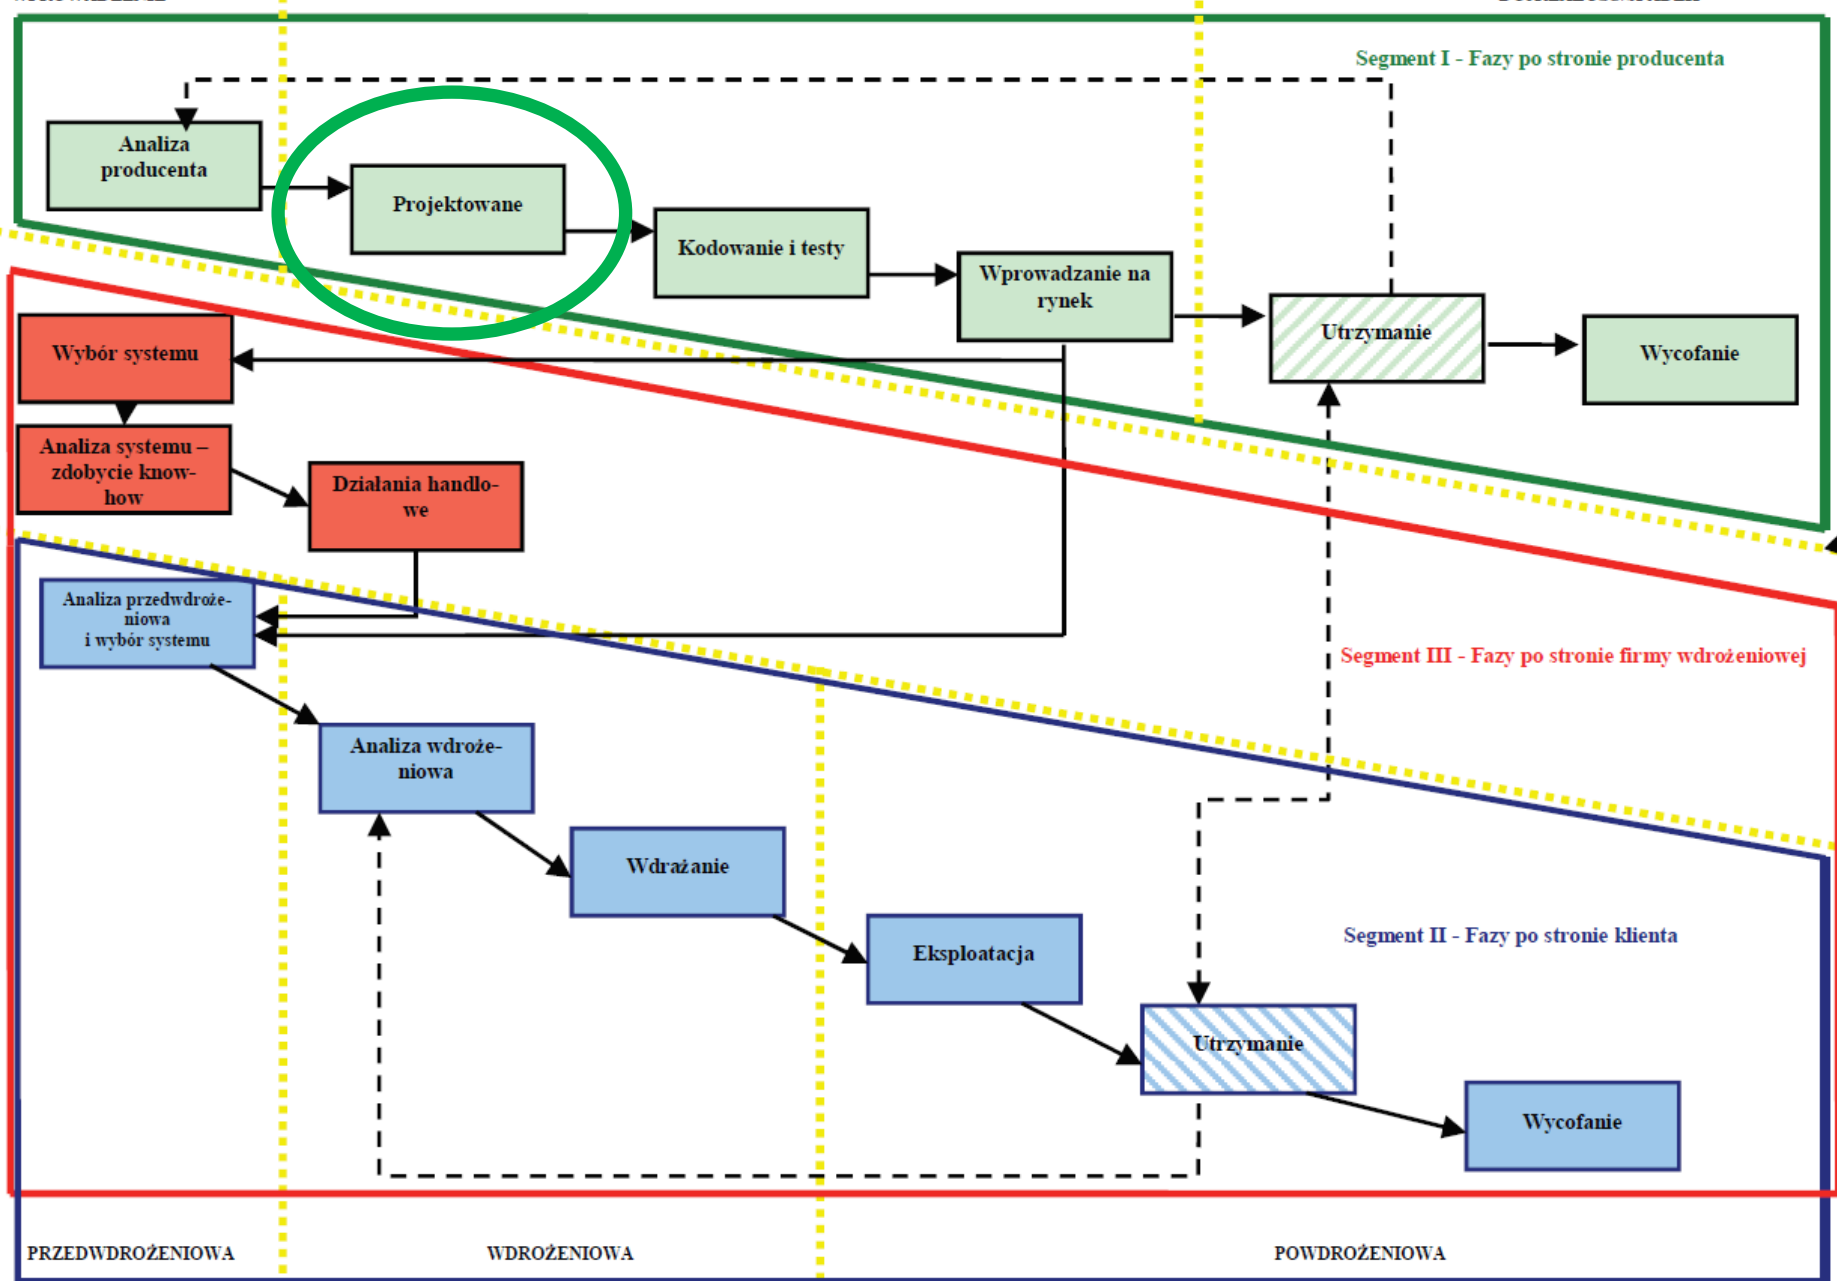 Segment I - Fazy po stronie producenta
Analiza
producenta
Projektowane
Kodowanie i testy
Wprowadzanie na
rynek
Utrzymanie
Wycofanie
Wybór systemu
Analiza systemu –
zdobycie know-
how
Działania handlo-
we
Analiza przedwdroże-
niowa
i wybór systemu
Segment III - Fazy po stronie firmy wdrożeniowej
Analiza wdroże-
niowa
Wdrażanie
Eksploatacja
Segment II - Fazy po stronie klienta
Utrzymanie
Wycofanie
PRZEDWDROŻENIOWA
WDROŻENIOWA
POWDROŻENIOWA